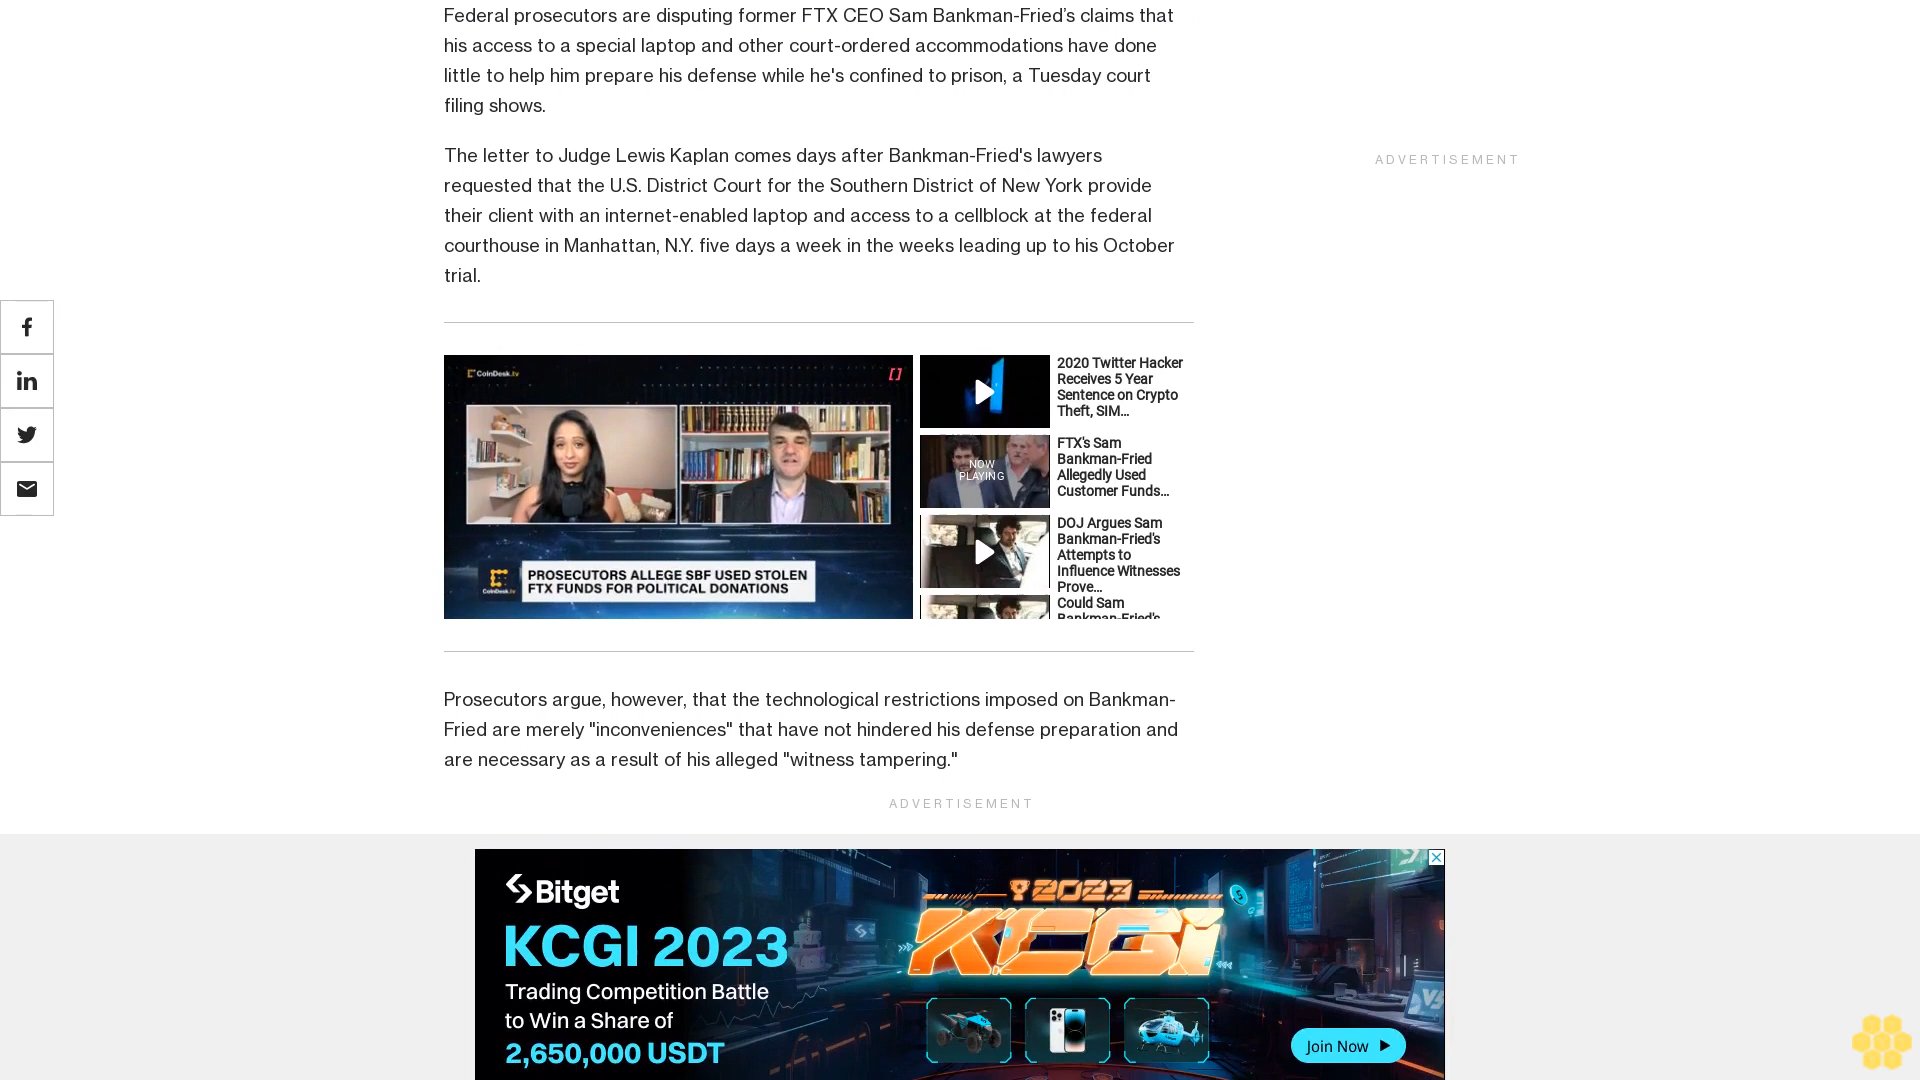 Federal prosecutors are disputing former FTX CEO Sam Bankman-Fried’s claims that
his access to a special laptop and other court-ordered accommodations have done
little to help him prepare his defense while he's confined to prison, a Tuesday court
filing shows.
The letter to Judge Lewis Kaplan comes days after Bankman-Fried's lawyers
requested that the U.S. District Court for the Southern District of New York provide
their client with an internet-enabled laptop and access to a cellblock at the federal
courthouse in Manhattan, N.Y. five days a week in the weeks leading up to his October
trial.
ADVERTISEMENT
CoinDesk.tv
PROSECUTORS ALLEGE SBF USED STOLEN
FTX FUNDS FOR POLITICAL DONATIONS
CoinDesk.tv
2020 Twitter Hacker
Receives 5 Year
Sentence on Crypto
Theft, SIM...
NOW
PLAYING
FTX's Sam
Bankman-Fried
Allegedly Used
Customer Funds...
DOJ Argues Sam
Bankman-Fried's
Attempts to
Influence Witnesses
Prove...
Could Sam
Bankman-Fried's
Prosecutors argue, however, that the technological restrictions imposed on Bankman-
Fried are merely "inconveniences" that have not hindered his defense preparation and
are necessary as a result of his alleged "witness tampering."
ADVERTISEMENT
Bitget
KCGI 2023
Trading Competition Battle
to Win a Share of
2,650,000 USDT
2023
KCGI
VS
Join Now